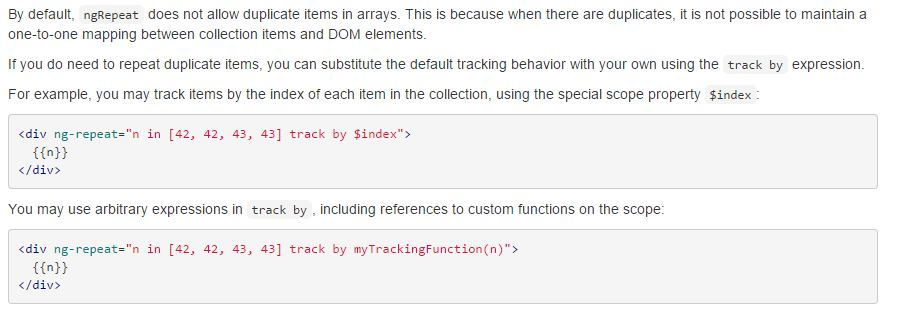 By default, ngRepeat does not allow duplicate items in arrays. This is because when there are duplicates, it is not possible to maintain a
one-to-one mapping between collection items and DOM elements.
If you do need to repeat duplicate items, you can substitute the default tracking behavior with your own using the track by expression.
For example, you may track items by the index of each item in the collection, using the special scope property $index :
<div ng-repeat="n in [42, 42, 43, 43] track by $index">
  {{n}}
</div>
You may use arbitrary expressions in track by , including references to custom functions on the scope:
<div ng-repeat="n in [42, 42, 43, 43] track by myTrackingFunction(n)">
  {{n}}
</div>